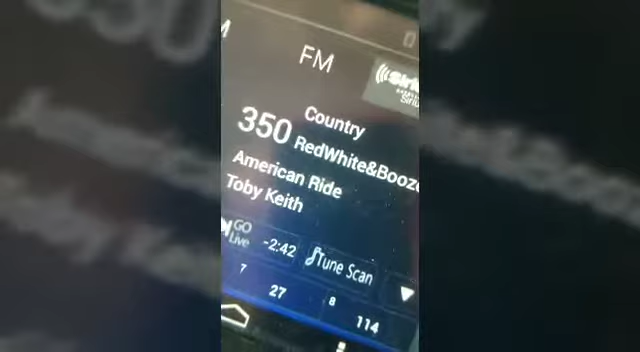 FM
Country
350 RedWhite&Booze
American Ride
Toby Keith
GO
Live
-2:42
Tune Scan
7
27
8
114